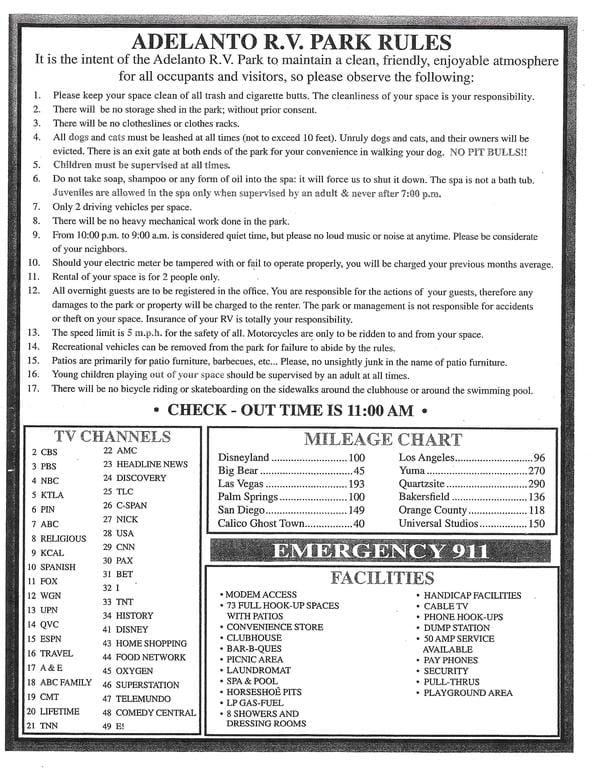 ADELANTO R.V. PARK RULES
It is the intent of the Adelanto R.V. Park to maintain a clean, friendly, enjoyable atmosphere
for all occupants and visitors, so please observe the following:
1. Please keep your space clean of all trash and cigarette butts. The cleanliness of your space is your responsibility.
2. There will be no storage shed in the park; without prior consent.
3. There will be no clotheslines or clothes racks.
4. All dogs and cats must be leashed at all times (not to exceed 10 feet). Unruly dogs and cats, and their owners will be
evicted. There is an exit gate at both ends of the park for your convenience in walking your dog. NO PIT BULLS!!
5. Children must be supervised at all times.
6. Do not take soap, shampoo or any form of oil into the spa: it will force us to shut it down. The spa is not a bath tub.
Juveniles are allowed in the spa only when supervised by an adult & never after 7:00 p.m.
7. Only 2 driving vehicles per space.
8. There will be no heavy mechanical work done in the park.
9. From 10:00 p.m. to 9:00 a.m. is considered quiet time, but please no loud music or noise at anytime. Please be considerate
of your neighbors.
10. Should your electric meter be tampered with or fail to operate properly, you will be charged your previous months average.
11. Rental of your space is for 2 people only.
12. All overnight guests are to be registered in the office. You are responsible for the actions of your guests, therefore any
damages to the park or property will be charged to the renter. The park or management is not responsible for accidents
or theft on your space. Insurance of your RV is totally your responsibility.
13. The speed limit is 5 m.p.h. for the safety of all. Motorcycles are only to be ridden to and from your space.
14. Recreational vehicles can be removed from the park for failure to abide by the rules.
15. Patios are primarily for patio furniture, barbecues, etc... Please, no unsightly junk in the name of patio furniture.
16. Young children playing out of your space should be supervised by an adult at all times.
17. There will be no bicycle riding or skateboarding on the sidewalks around the clubhouse or around the swimming pool.
• CHECK - OUT TIME IS 11:00 AM •
TV CHANNELS
2 CBS
3 PBS
4 NBC
5 KTLA
6 PIN
7 ABC
8 RELIGIOUS
9 KCAL
10 SPANISH
11 FOX
12 WGN
13 UPN
14 QVC
15 ESPN
16 TRAVEL
17 A & E
18 ABC FAMILY
19 CMT
20 LIFETIME
21 TNN
22 AMC
23 HEADLINE NEWS
24 DISCOVERY
25 TLC
26 C-SPAN
27 NICK
28 USA
29 CNN
30 PAX
31 BET
32 I
33 TNT
34 HISTORY
41 DISNEY
43 HOME SHOPPING
44 FOOD NETWORK
45 OXYGEN
46 SUPERSTATION
47 TELEMUNDO
48 COMEDY CENTRAL
49 E!
MILEAGE CHART
Disneyland ....................100
Big Bear .........................45
Las Vegas .....................193
Palm Springs .................100
San Diego.....................149
Calico Ghost Town............40
Los Angeles.....................96
Yuma ...........................270
Quartzsite .....................290
Bakersfield ...................136
Orange County ..............118
Universal Studios...........150
EMERGENCY 911
FACILITIES
• MODEM ACCESS
• 73 FULL HOOK-UP SPACES
WITH PATIOS
• CONVENIENCE STORE
• CLUBHOUSE
• BAR-B-QUES
• PICNIC AREA
• LAUNDROMAT
• SPA & POOL
• HORSESHOE PITS
• LP GAS-FUEL
• 8 SHOWERS AND
DRESSING ROOMS
• HANDICAP FACILITIES
• CABLE TV
• PHONE HOOK-UPS
• DUMP STATION
• 50 AMP SERVICE
AVAILABLE
• PAY PHONES
• SECURITY
• PULL-THRUS
• PLAYGROUND AREA